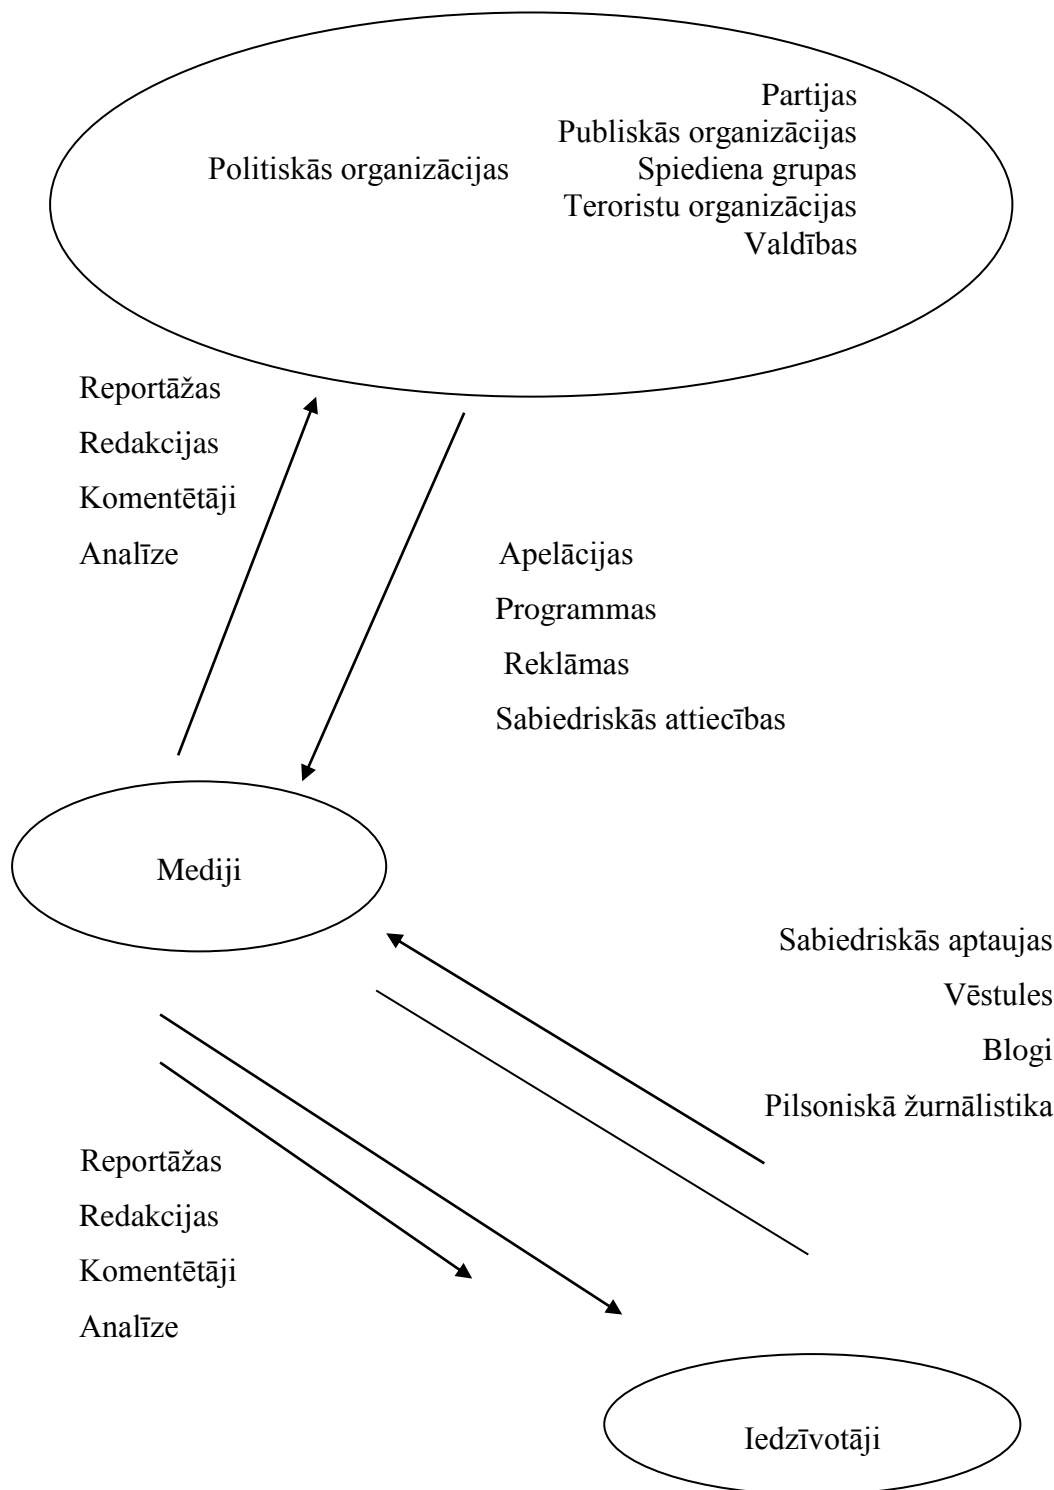 Partijas
Publiskās organizācijas
Politiskās organizācijas Spiediena grupas
Teroristu organizācijas
Valdības
Reportāžas
Redakcijas
Komentētāji
Analīze
Apelācijas
Programmas
Reklāmas
Sabiedriskās attiecības
Mediji
Sabiedriskās aptaujas
Vēstules
Blogi
Pilsoniskā žurnālistika
Reportāžas
Redakcijas
Komentētāji
Analīze
Iedzīvotāji